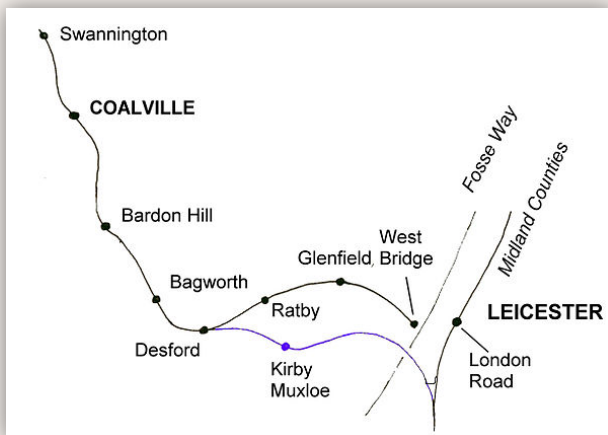 Swannington
COALVILLE
Bardon Hill
Bagworth
Desford
Ratby
Glenfield,
West
Bridge
Kirby
Muxloe
Fosse Way
Midland Counties
LEICESTER
London
Road